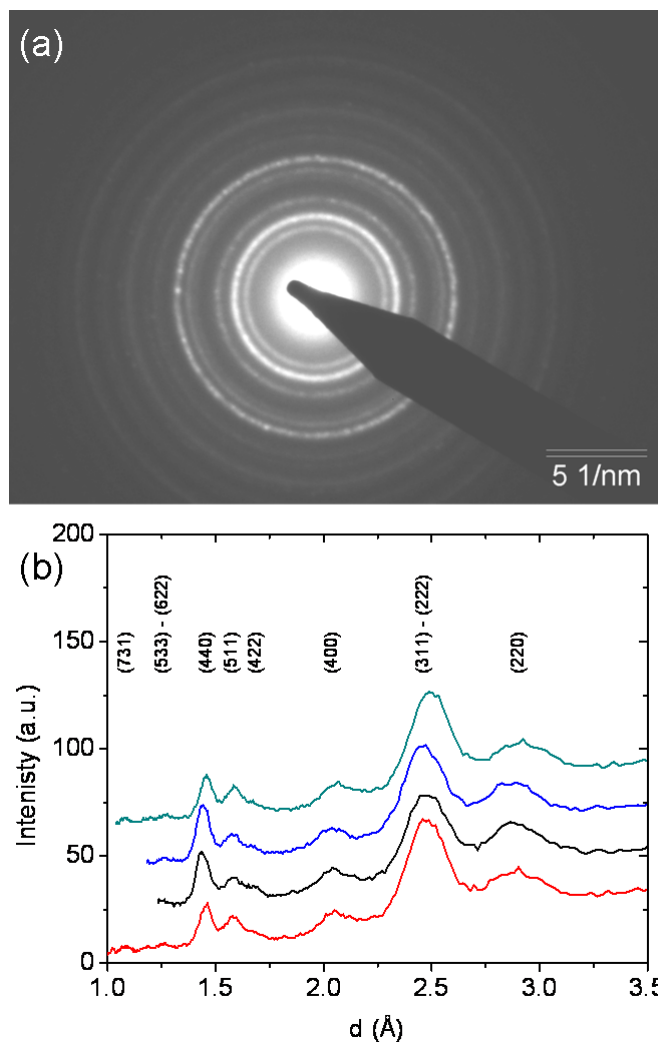 (a)
5 1/nm
(b)
200
150
100
50
0
Intenisty (a.u.)
(731)
(533) - (622)
(440)
(511)
(422)
(400)
(311) - (222)
(220)
1.0 1.5 2.0 2.5 3.0 3.5
d (Å)